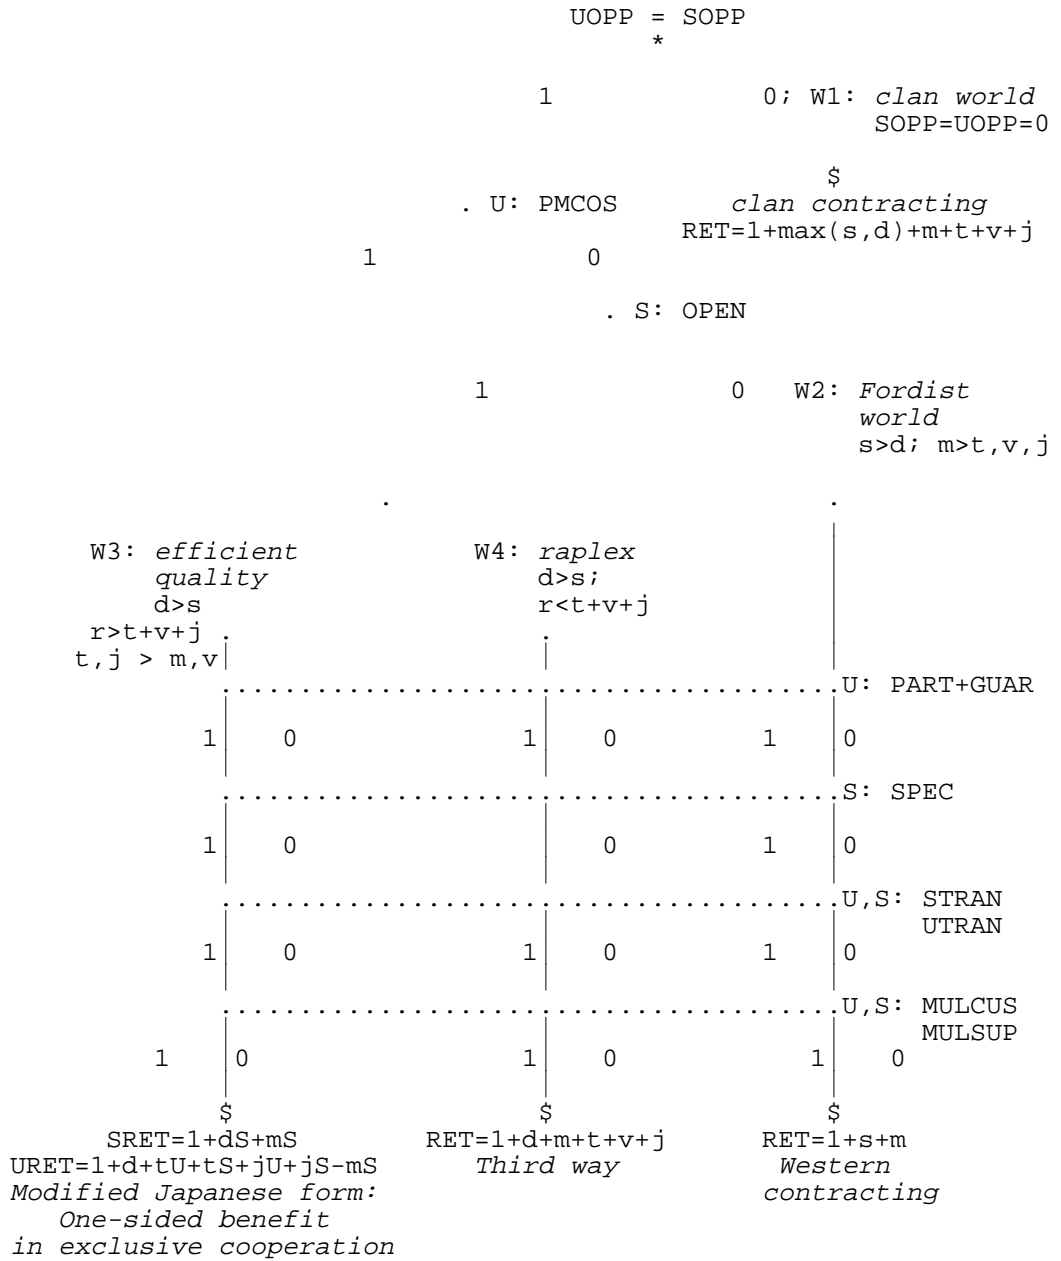 UOPP = SOPP
*
1 0; W1: clan world
SOPP=UOPP=0
$
. U: PMCOS clan contracting
RET=1+max(s,d)+m+t+v+j
1 0
. S: OPEN
1 0 W2: Fordist
world
s>d; m>t,v,j
. .
W3: efficient W4: raplex
quality d>s;
d>s r<t+v+j
r>t+v+j . .
t,j > m,v
.......................................U: PART+GUAR
1 0 1 0 1 0
.......................................S: SPEC
1 0 0 1 0
.......................................U,S: STRAN
UTRAN
1 0 1 0 1 0
.......................................U,S: MULCUS
MULSUP
1 0 1 0 1 0
$ $ $
SRET=1+dS+mS RET=1+d+m+t+v+j RET=1+s+m
URET=1+d+tU+tS+jU+jS-mS Third way Western
Modified Japanese form: contracting
One-sided benefit
in exclusive cooperation